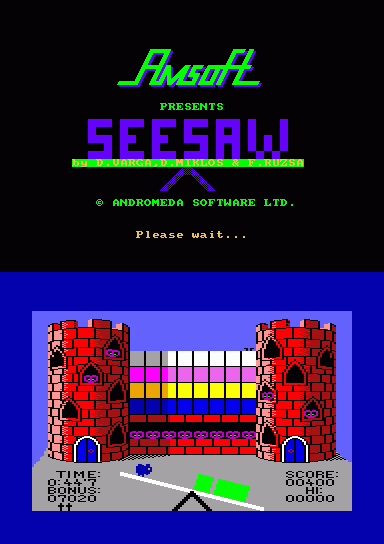 Amsoft
PRESENTS
SEESAW
by D.VARGA,D.MIKLOS & F.RUZSA
© ANDROMEDA SOFTWARE LTD.
Please wait...
TIME: SCORE:
0:44'7 00400
BONUS: HI:
07020 00000